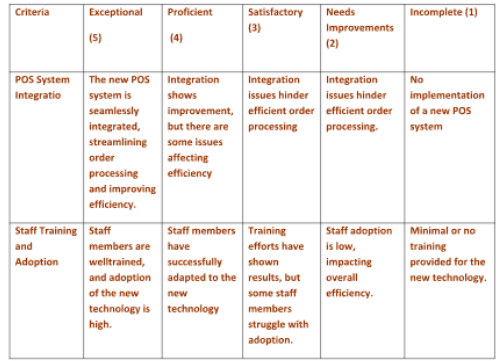 Criteria
Exceptional
(5)
Proficient
(4)
Satisfactory
(3)
Needs
Improvements
(2)
Incomplete (1)
POS System
Integratio
The new POS
system is
seamlessly
integrated,
streamlining
order
processing
and improving
efficiency.
Integration
shows
improvement,
but there are
some issues
affecting
efficiency
Integration
issues hinder
efficient order
processing
Integration
issues hinder
efficient order
processing.
No
implementation
of a new POS
system
Staff Training
and
Adoption
Staff
members are
welltrained,
and adoption
of the new
technology is
high.
Staff members
have
successfully
adapted to the
new
technology
Training
efforts have
shown
results, but
some staff
members
struggle with
adoption.
Staff adoption
is low,
impacting
overall
efficiency.
Minimal or no
training
provided for the
new technology.